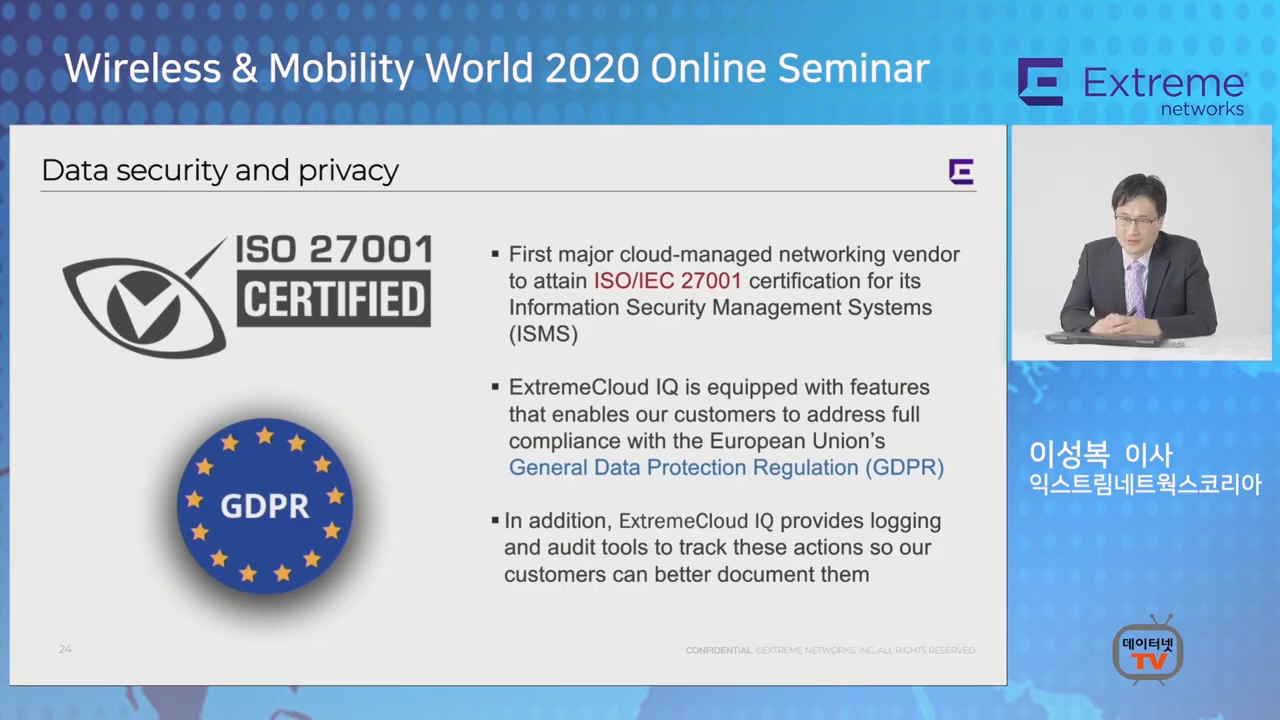 Wireless & Mobility World 2020 Online Seminar
Extreme
networks
Data security and privacy
ISO 27001
CERTIFIED
▪ First major cloud-managed networking vendor
to attain ISO/IEC 27001 certification for its
Information Security Management Systems
(ISMS)
▪ ExtremeCloud IQ is equipped with features
that enables our customers to address full
compliance with the European Union’s
General Data Protection Regulation (GDPR)
▪ In addition, ExtremeCloud IQ provides logging
and audit tools to track these actions so our
customers can better document them
GDPR
24
CONFIDENTIAL. ©EXTREME NETWORKS, INC. ALL RIGHTS RESERVED.
이성복 이사
익스트림네트웍스코리아
데이터넷
TV